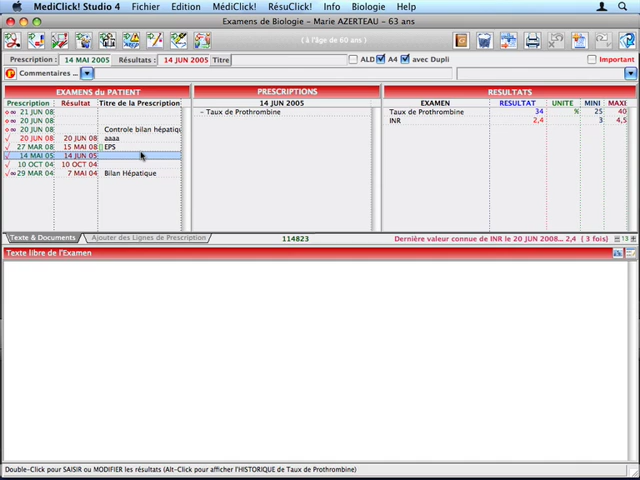 MediClick! Studio 4 Fichier Edition MédiClick! RésuClick! Info Biologie Help
Examens de Biologie – Marie AZERTEAU – 63 ans
( à l'âge de 60 ans )
Prescription : 14 MAI 2005 Résultats : 14 JUN 2005 Titre ALD A4 avec Dupli Important
Commentaires ...
EXAMENS du PATIENT PRESCRIPTIONS RESULTATS
Prescription Résultat Titre de la Prescription 14 JUN 2005 EXAMEN RESULTAT UNITE MINI MAXI
21 JUN 08 – Taux de Prothrombine Taux de Prothrombine 34 % 25 40
20 JUN 08 INR 2,4 3 4,5
20 JUN 08 Controle bilan hépatiqu
20 JUN 08 20 JUN 08 aaaa
27 MAR 08 15 MAI 08 EPS
14 MAI 05 14 JUN 05
10 OCT 04 10 OCT 04
29 MAR 04 7 MAI 04 Bilan Hépatique
Texte & Documents Ajouter des Lignes de Prescription 114823 Dernière valeur connue de INR le 20 JUN 2008... 2,4 ( 3 fois) 13
Texte libre de l'Examen
Double-Click pour SAISIR ou MODIFIER les résultats (Alt-Click pour afficher l'HISTORIQUE de Taux de Prothrombine)